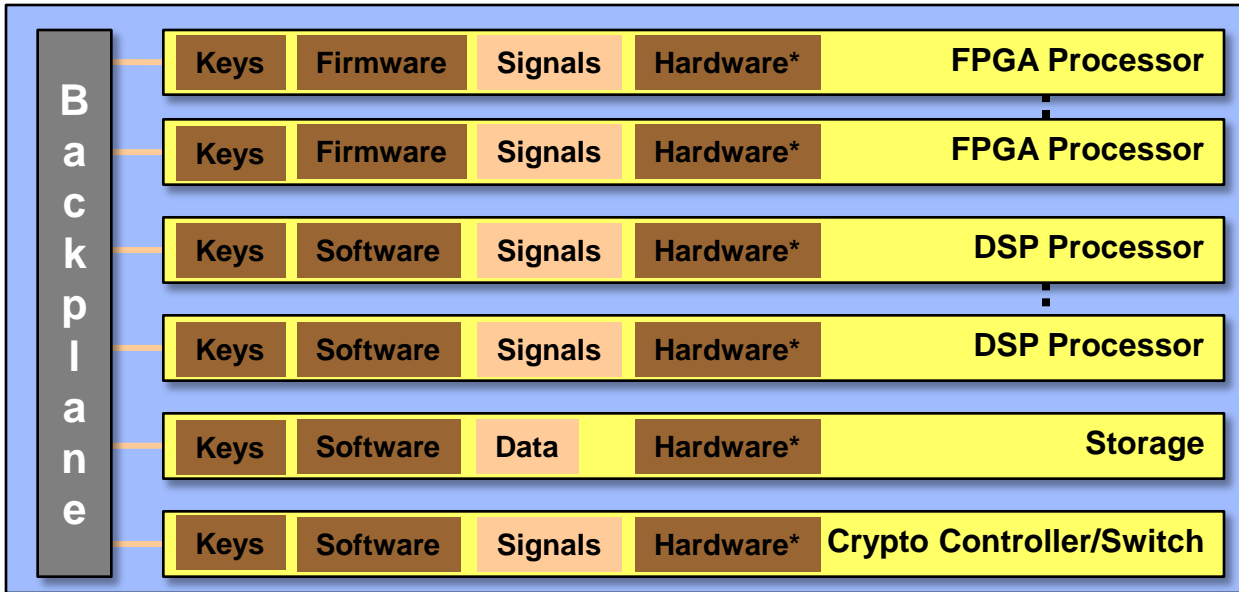 Backplane
Keys Firmware Signals Hardware* FPGA Processor
Keys Firmware Signals Hardware* FPGA Processor
Keys Software Signals Hardware* DSP Processor
Keys Software Signals Hardware* DSP Processor
Keys Software Data Hardware* Storage
Keys Software Signals Hardware* Crypto Controller/Switch